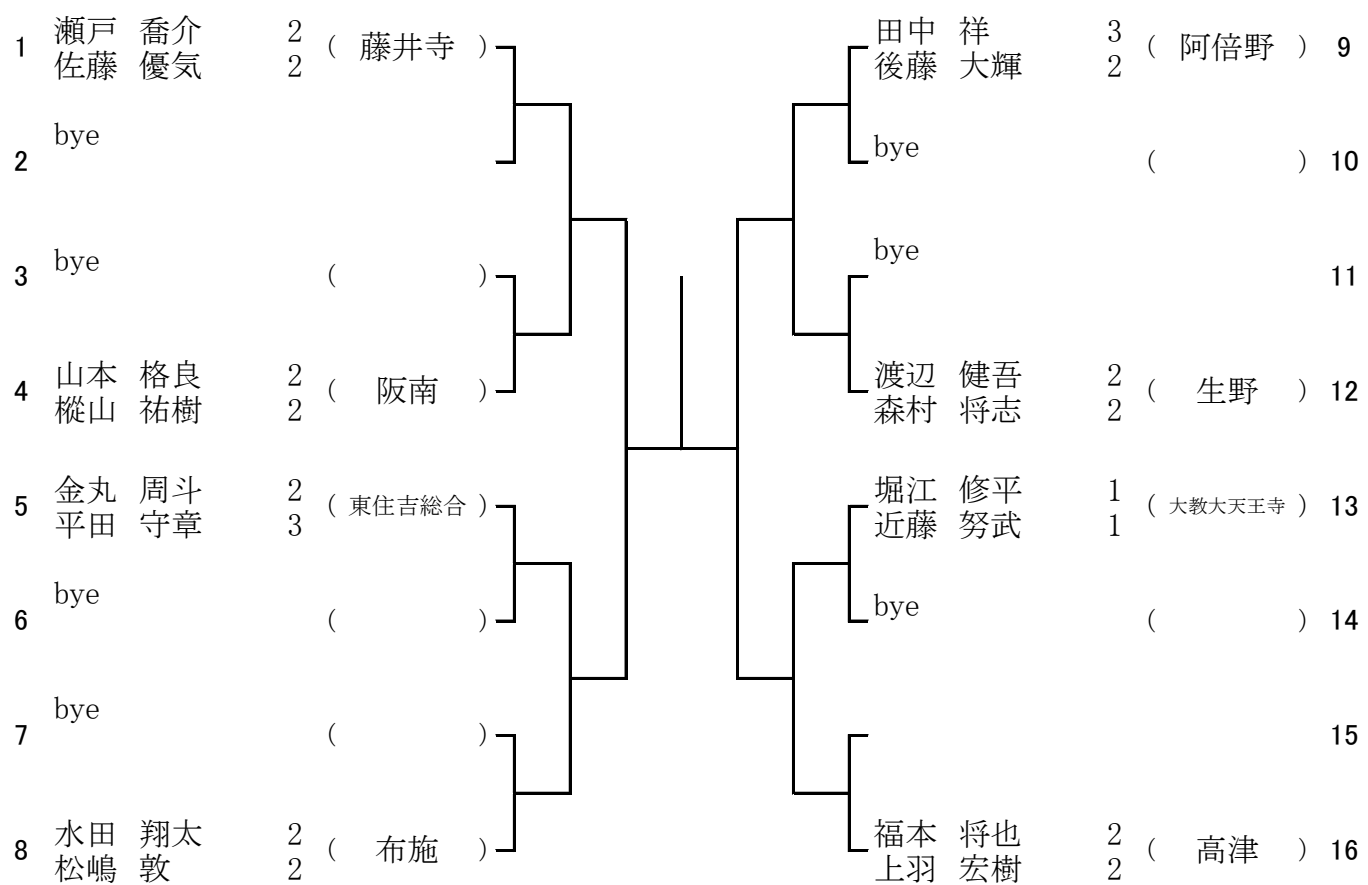 1 瀬戸 喬介 2 ( 藤井寺 )
佐藤 優気 2
bye
2
3 bye ( )
4 山本 格良 2 ( 阪南 )
樅山 祐樹 2
5 金丸 周斗 2 ( 東住吉総合 )
平田 守章 3
bye
6 ( )
bye
7 ( )
8 水田 翔太 2 ( 布施 )
松嶋 敦 2
田中 祥 3 ( 阿倍野 ) 9
後藤 大輝 2
bye ( ) 10
bye
11
渡辺 健吾 2 ( 生野 ) 12
森村 将志 2
堀江 修平 1 ( 大教大天王寺 ) 13
近藤 努武 1
bye ( ) 14
15
福本 将也 2 ( 高津 ) 16
上羽 宏樹 2